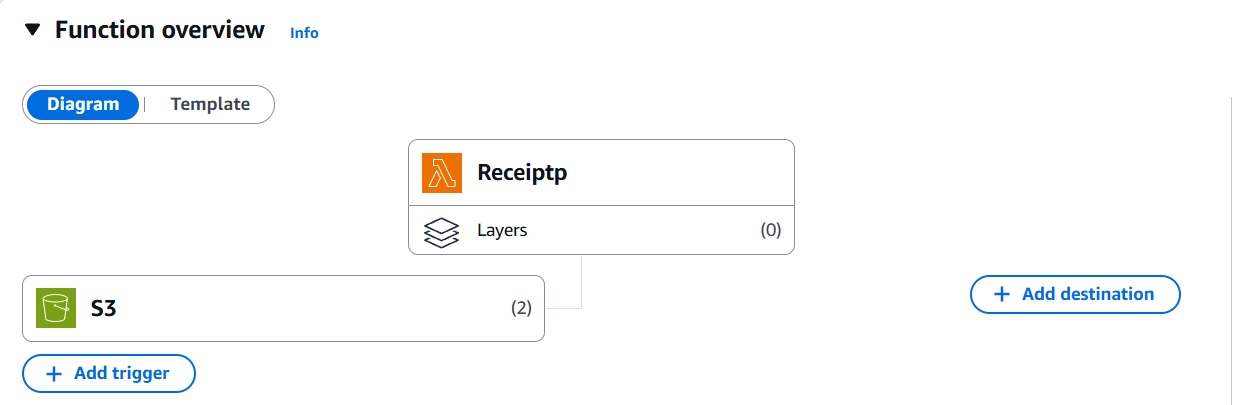 Function overview Info
Diagram | Template
Receiptp
Layers (0)
S3 (2)
+ Add destination
+ Add trigger